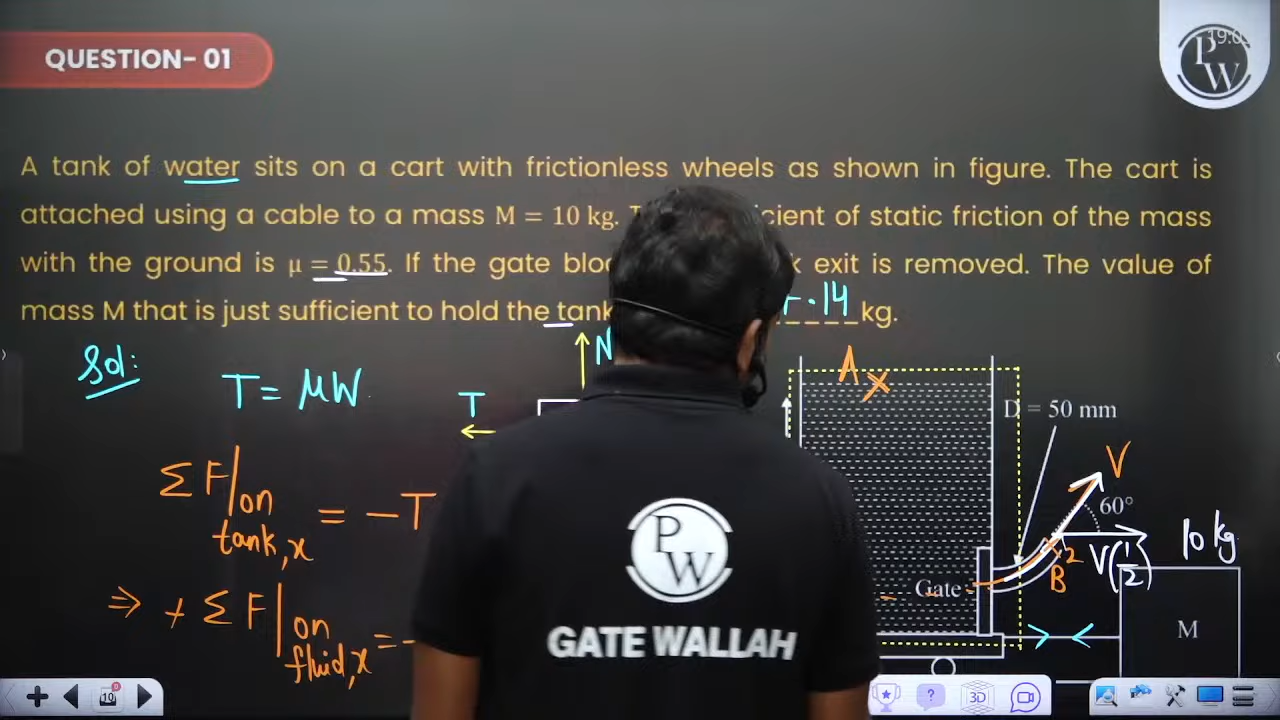 QUESTION- 01
PW
A tank of water sits on a cart with frictionless wheels as shown in figure. The cart is
attached using a cable to a mass M = 10 kg. of static friction of the mass
with the ground is μ = 0.55. If the gate exit is removed. The value of
mass M that is just sufficient to hold the tank .14 kg.
Sol:
T = μW
T
N
ΣF|on tank,x = -T
⇒ + ΣF|on fluid,x = -
A
D = 50 mm
V
60°
10 kg
V(1/2)
2
B
Gate
M
PW
GATE WALLAH
10
3D